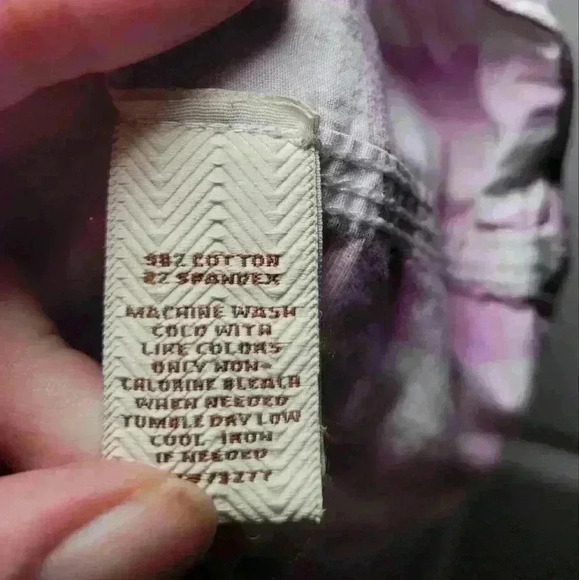 98% COTTON
2% SPANDEX
MACHINE WASH
COLD WITH
LIKE COLORS
ONLY NON-
CHLORINE BLEACH
WHEN NEEDED
TUMBLE DRY LOW
COOL IRON
IF NEEDED